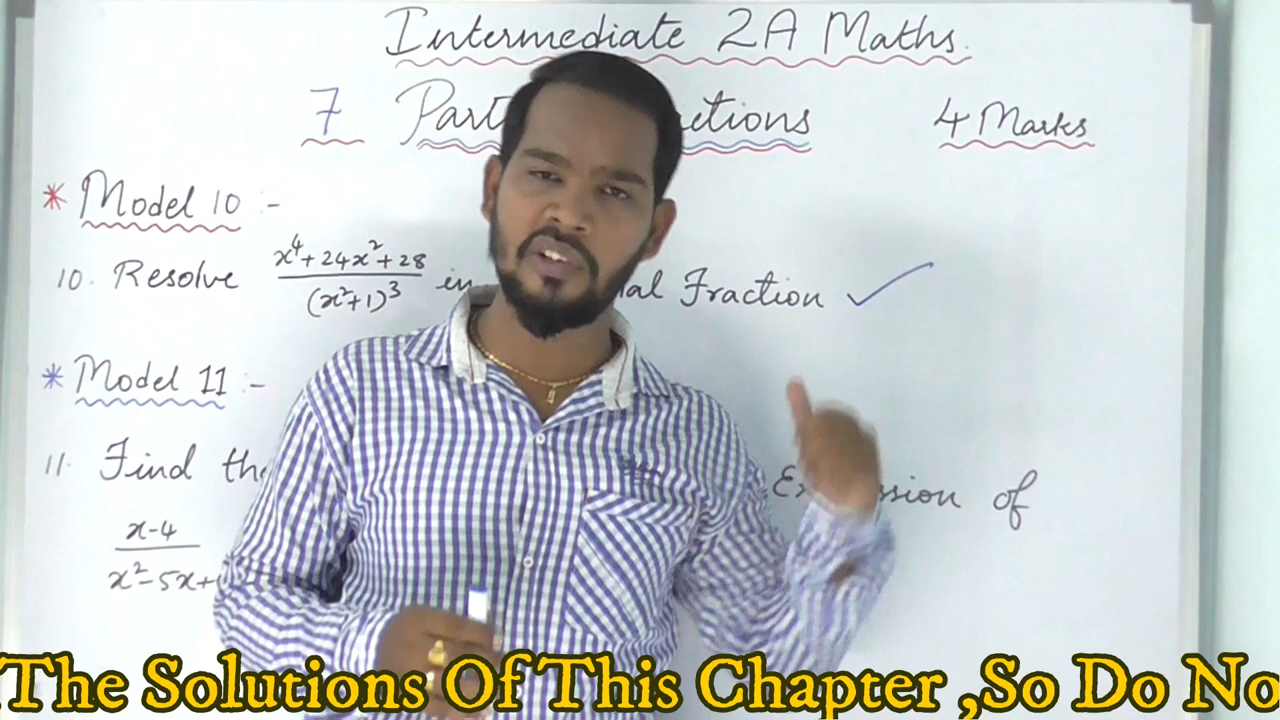 Intermediate 2A Maths.
7 Part ctions 4 Marks
* Model 10 :-
10. Resolve x⁴+24x²+28 / (x²+1)³ in al Fraction ✓
* Model 11 :-
11. Find the of
x-4 / x²-5x+
The Solutions Of This Chapter ,So Do No